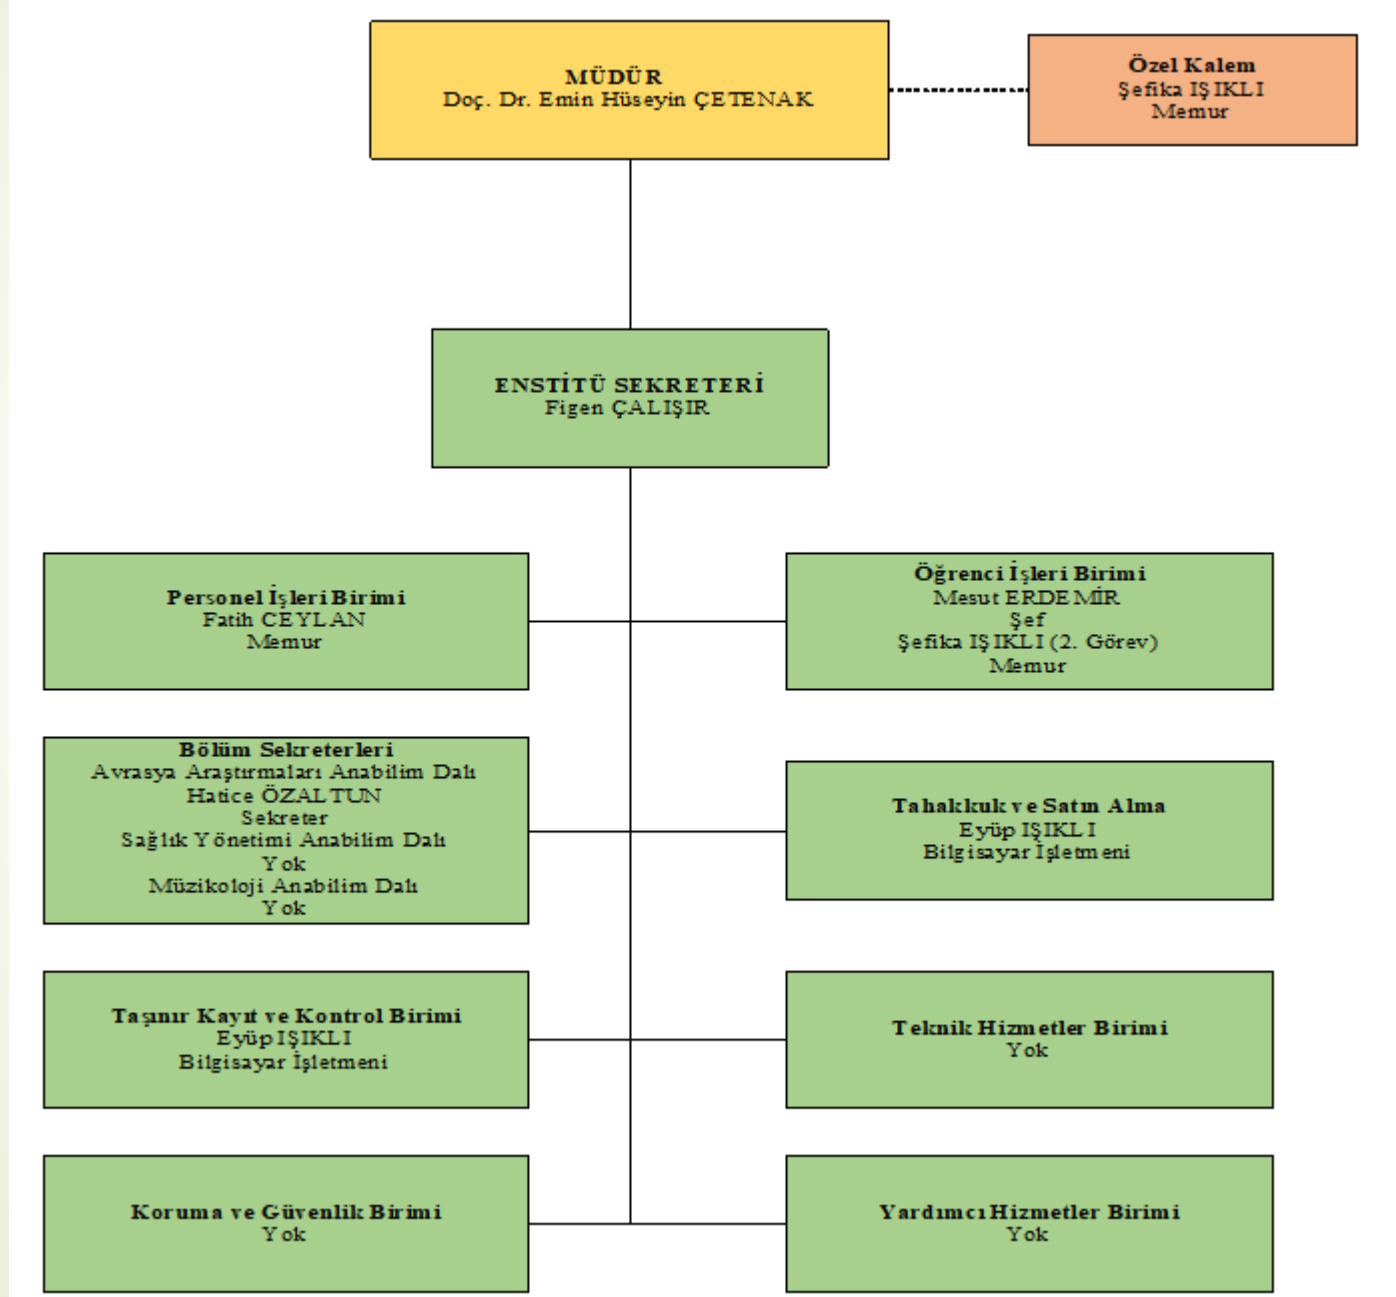 MÜDÜR
Doç. Dr. Emin Hüseyin ÇETENAK
Özel Kalem
Şefika IŞIKLI
Memur
ENSTİTÜ SEKRETERİ
Figen ÇALIŞIR
Personel İşleri Birimi
Fatih CEYLAN
Memur
Öğrenci İşleri Birimi
Mesut ERDEMİR
Şef
Şefika IŞIKLI (2. Görev)
Memur
Bölüm Sekreterleri
Avrasya Araştırmaları Anabilim Dalı
Hatice ÖZALTUN
Sekreter
Sağlık Yönetimi Anabilim Dalı
Yok
Müzikoloji Anabilim Dalı
Yok
Tahakkuk ve Satın Alma
Eyüp IŞIKLI
Bilgisayar İşletmeni
Taşınır Kayıt ve Kontrol Birimi
Eyüp IŞIKLI
Bilgisayar İşletmeni
Teknik Hizmetler Birimi
Yok
Koruma ve Güvenlik Birimi
Yok
Yardımcı Hizmetler Birimi
Yok